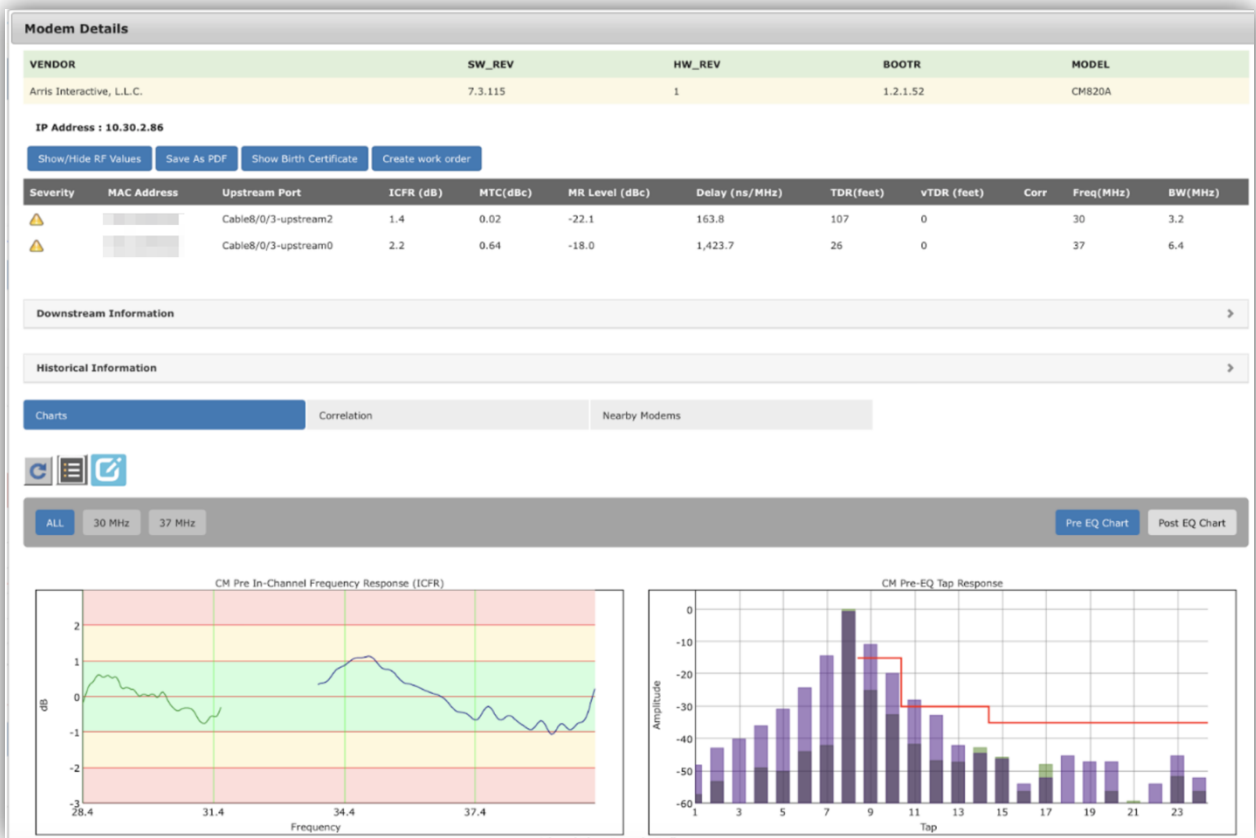 Modem Details
VENDOR SW_REV HW_REV BOOTR MODEL
Arris Interactive, L.L.C. 7.3.115 1 1.2.1.52 CM820A
IP Address : 10.30.2.86
Show/Hide RF Values Save As PDF Show Birth Certificate Create work order
Severity MAC Address Upstream Port ICFR (dB) MTC(dBc) MR Level (dBc) Delay (ns/MHz) TDR(feet) vTDR (feet) Corr Freq(MHz) BW(MHz)
Cable8/0/3-upstream2 1.4 0.02 -22.1 163.8 107 0 30 3.2
Cable8/0/3-upstream0 2.2 0.64 -18.0 1,423.7 26 0 37 6.4
Downstream Information
Historical Information
Charts Correlation Nearby Modems
ALL 30 MHz 37 MHz Pre EQ Chart Post EQ Chart
CM Pre In-Channel Frequency Response (ICFR)
2
1
0
-1
-2
-3
dB
28.4 31.4 34.4 37.4
Frequency
CM Pre-EQ Tap Response
0
-10
-20
-30
-40
-50
-60
Amplitude
1 3 5 7 9 11 13 15 17 19 21 23
Tap